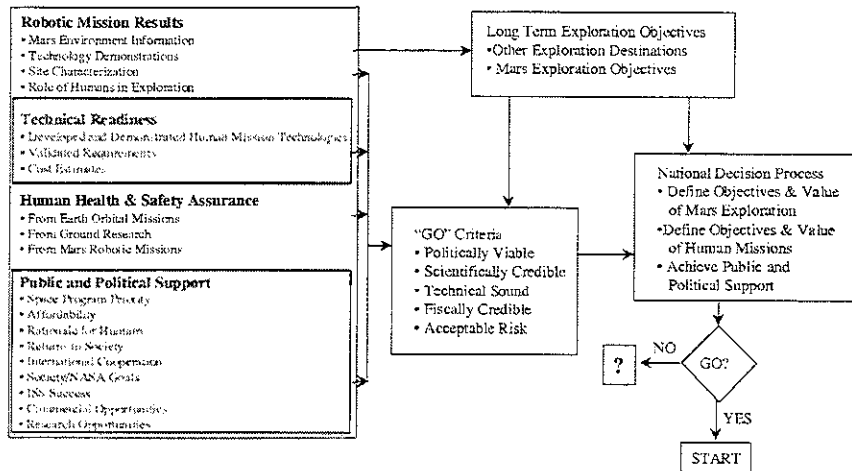 Robotic Mission Results
• Mars Environment Information
• Technology Demonstrations
• Site Characterization
• Role of Humans in Exploration
Technical Readiness
• Developed and Demonstrated Human Mission Technologies
• Validated Requirements
• Cost Estimates
Human Health & Safety Assurance
• From Earth Orbital Missions
• From Ground Research
• From Mars Robotic Missions
Public and Political Support
• Space Program Priority
• Affordability
• Rationale for Humans
• Returns to Society
• International Cooperation
• Society/NASA Goals
• ISS Success
• Commercial Opportunities
• Research Opportunities
Long Term Exploration Objectives
•Other Exploration Destinations
• Mars Exploration Objectives
"GO" Criteria
• Politically Viable
• Scientifically Credible
• Technical Sound
• Fiscally Credible
• Acceptable Risk
National Decision Process
• Define Objectives & Value
of Mars Exploration
•Define Objectives & Value
of Human Missions
• Achieve Public and
Political Support
GO?
NO
?
YES
START